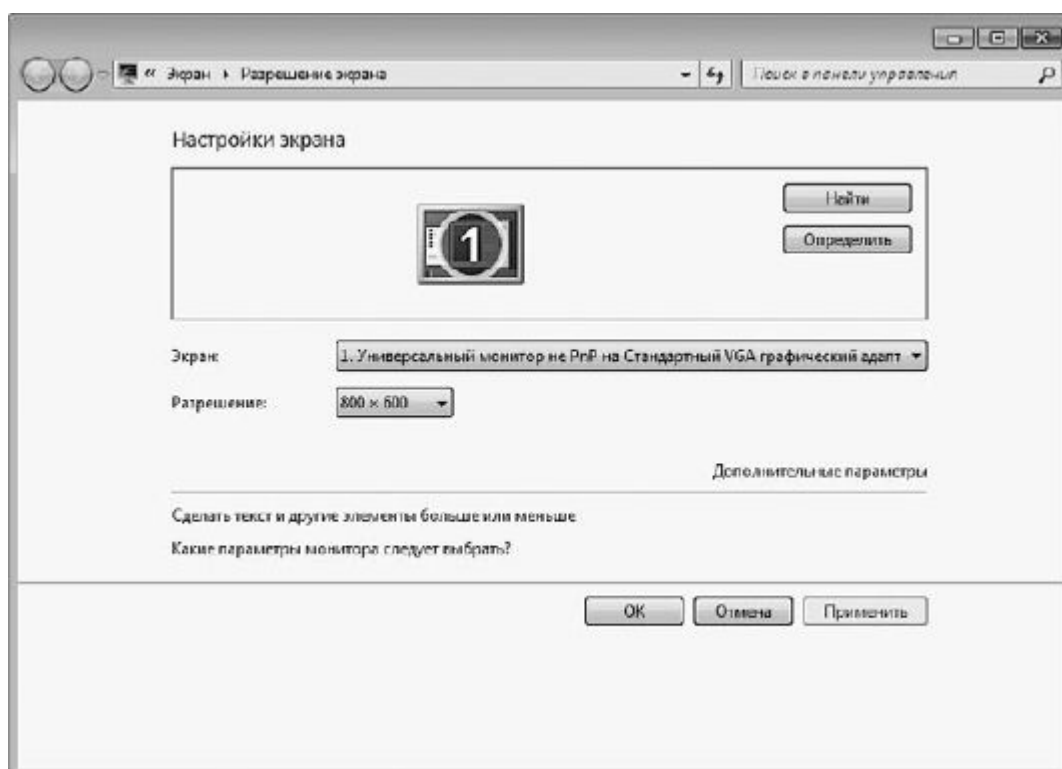 « Экран › Разрешение экрана
Поиск в панели управления
Настройки экрана
1
Найти
Определить
Экран: 1. Универсальный монитор не PnP на Стандартный VGA графический адапт
Разрешение: 800 × 600
Дополнительные параметры
Сделать текст и другие элементы больше или меньше
Какие параметры монитора следует выбрать?
ОК Отмена Применить